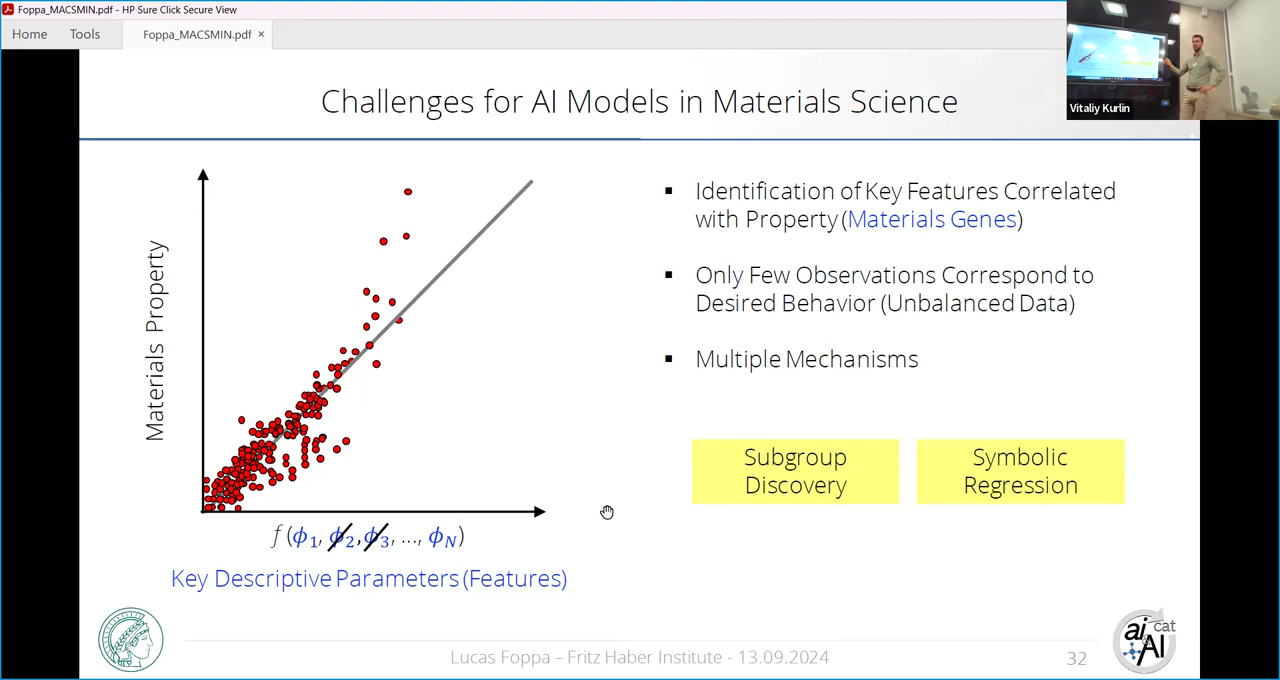 Foppa_MACSMIN.pdf - HP Sure Click Secure View
Home Tools Foppa_MACSMIN.pdf ×
Vitaliy Kurlin
Challenges for AI Models in Materials Science
Materials Property
f(ϕ1, ϕ2, ϕ3, ..., ϕN)
Key Descriptive Parameters (Features)
▪ Identification of Key Features Correlated
with Property (Materials Genes)
▪ Only Few Observations Correspond to
Desired Behavior (Unbalanced Data)
▪ Multiple Mechanisms
Subgroup
Discovery
Symbolic
Regression
Lucas Foppa – Fritz Haber Institute - 13.09.2024
32
ai cat
AI